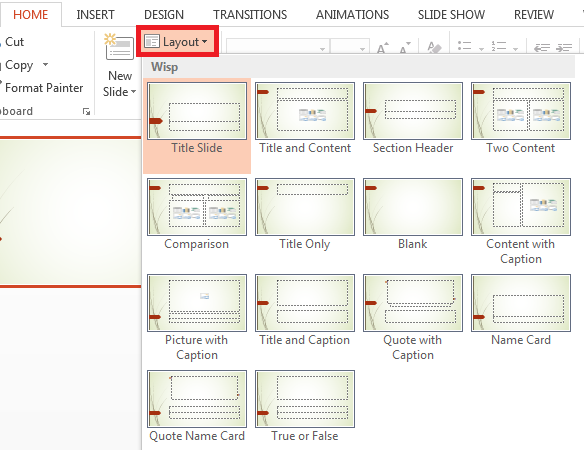 HOME INSERT DESIGN TRANSITIONS ANIMATIONS SLIDE SHOW REVIEW
Cut
Copy
Format Painter
pboard
New
Slide
Layout
Wisp
Title Slide
Title and Content
Section Header
Two Content
Comparison
Title Only
Blank
Content with
Caption
Picture with
Caption
Title and Caption
Quote with
Caption
Name Card
Quote Name Card
True or False